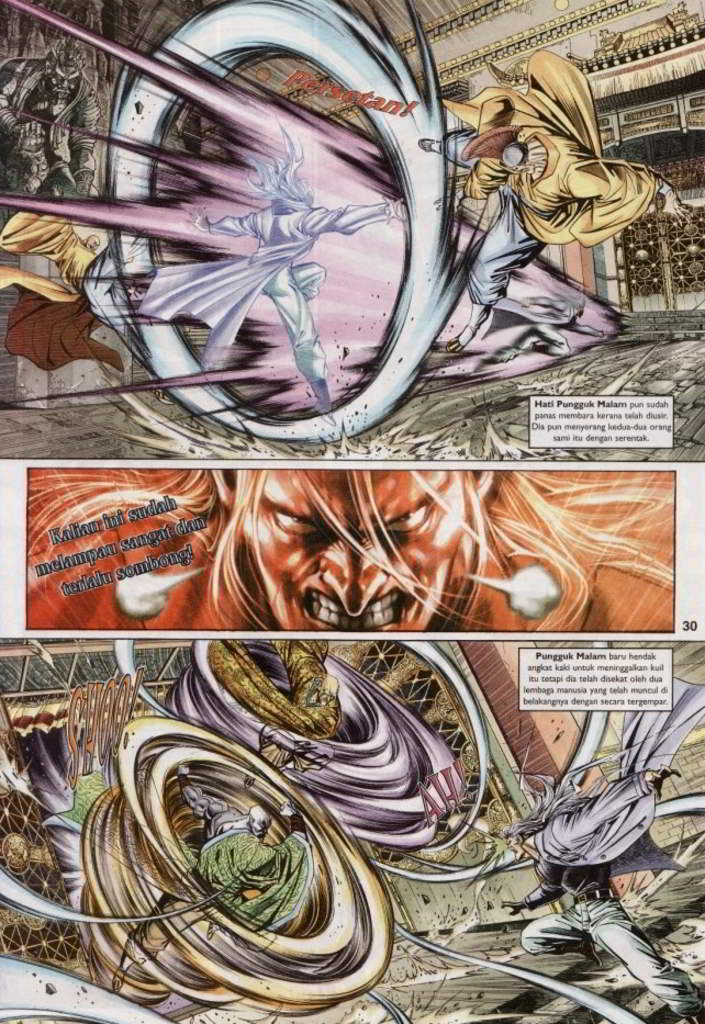 Persetan!
Hati Pungguk Malam pun sudah
panas membara kerana telah diusir.
Dia pun menyerang kedua-dua orang
sami itu dengan serentak.
Kalian ini sudah
melampau sangat dan
terlalu sombong!
30
Pungguk Malam baru hendak
angkat kaki untuk meninggalkan kuil
itu tetapi dia telah disekat oleh dua
lembaga manusia yang telah muncul di
belakangnya dengan secara tergempar.
AH!